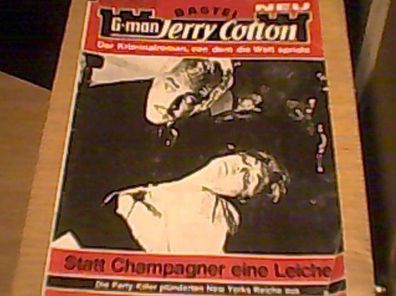 BASTEI
NEU
G-man Jerry Cotton
Der Kriminalroman, von dem die Welt spricht
Statt Champagner eine Leiche
Die Party-Killer plünderten New Yorks Reiche aus